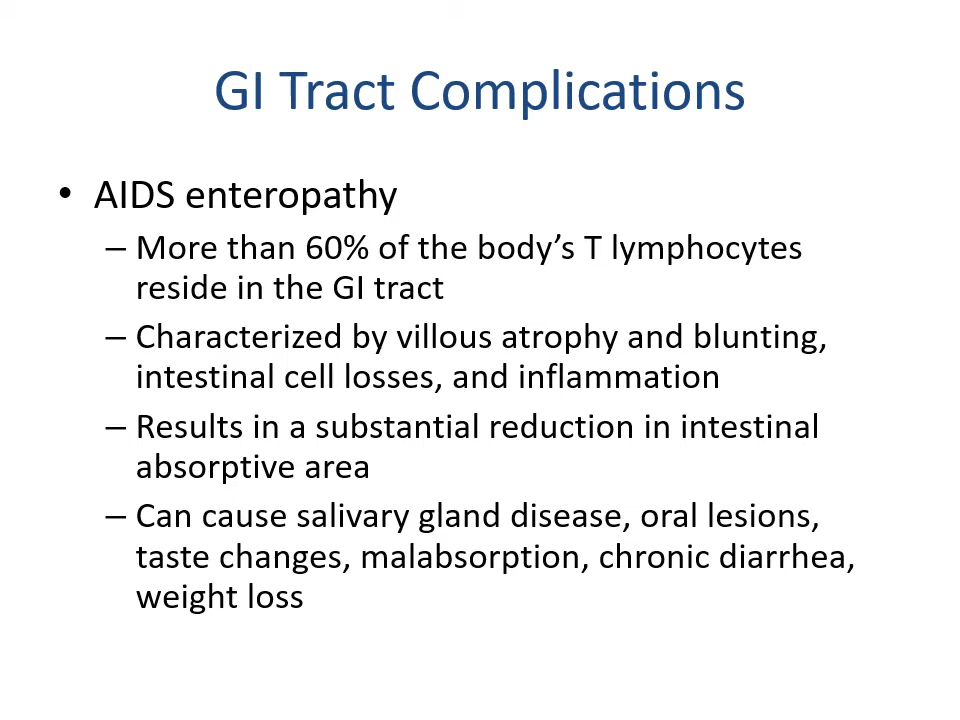 GI Tract Complications
• AIDS enteropathy
– More than 60% of the body’s T lymphocytes
reside in the GI tract
– Characterized by villous atrophy and blunting,
intestinal cell losses, and inflammation
– Results in a substantial reduction in intestinal
absorptive area
– Can cause salivary gland disease, oral lesions,
taste changes, malabsorption, chronic diarrhea,
weight loss